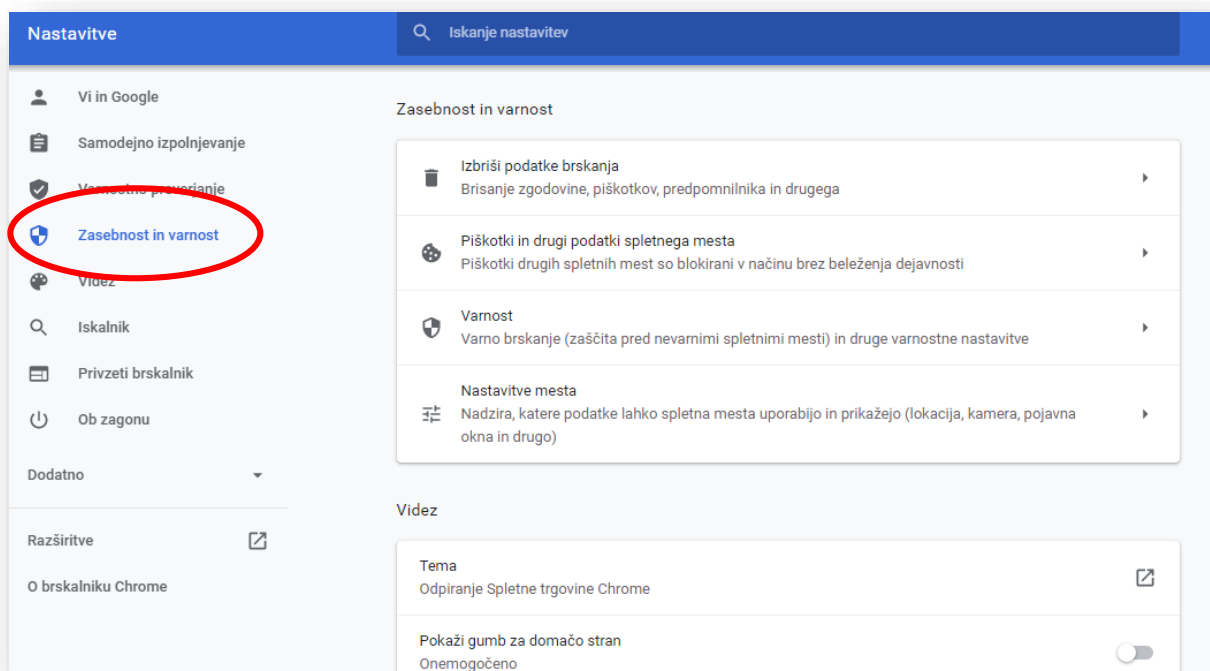 Nastavitve
Iskanje nastavitev
Vi in Google
Samodejno izpolnjevanje
Varnostno preverjanje
Zasebnost in varnost
Videz
Iskalnik
Privzeti brskalnik
Ob zagonu
Dodatno
Razširitve
O brskalniku Chrome
Zasebnost in varnost
Izbriši podatke brskanja
Brisanje zgodovine, piškotkov, predpomnilnika in drugega
Piškotki in drugi podatki spletnega mesta
Piškotki drugih spletnih mest so blokirani v načinu brez beleženja dejavnosti
Varnost
Varno brskanje (zaščita pred nevarnimi spletnimi mesti) in druge varnostne nastavitve
Nastavitve mesta
Nadzira, katere podatke lahko spletna mesta uporabijo in prikažejo (lokacija, kamera, pojavna
okna in drugo)
Videz
Tema
Odpiranje Spletne trgovine Chrome
Pokaži gumb za domačo stran
Onemogočeno